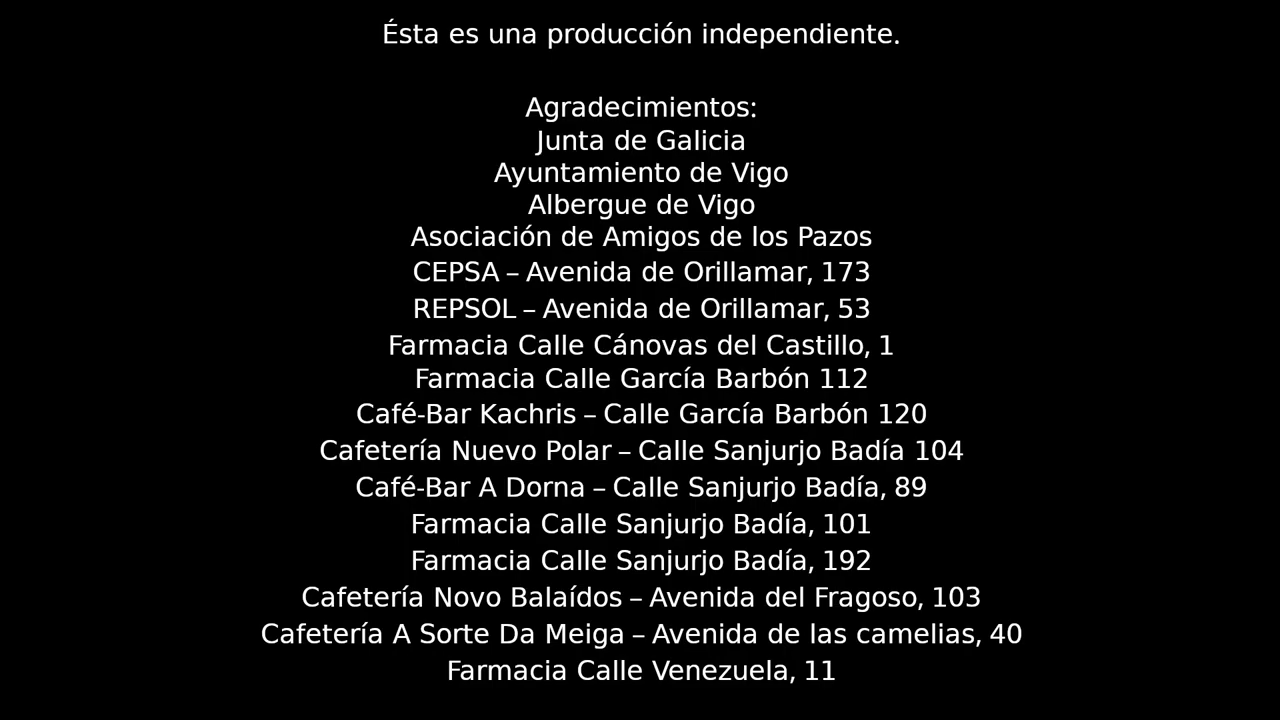 Ésta es una producción independiente.
Agradecimientos:
Junta de Galicia
Ayuntamiento de Vigo
Albergue de Vigo
Asociación de Amigos de los Pazos
CEPSA – Avenida de Orillamar, 173
REPSOL – Avenida de Orillamar, 53
Farmacia Calle Cánovas del Castillo, 1
Farmacia Calle García Barbón 112
Café-Bar Kachris – Calle García Barbón 120
Cafetería Nuevo Polar – Calle Sanjurjo Badía 104
Café-Bar A Dorna – Calle Sanjurjo Badía, 89
Farmacia Calle Sanjurjo Badía, 101
Farmacia Calle Sanjurjo Badía, 192
Cafetería Novo Balaídos – Avenida del Fragoso, 103
Cafetería A Sorte Da Meiga – Avenida de las camelias, 40
Farmacia Calle Venezuela, 11